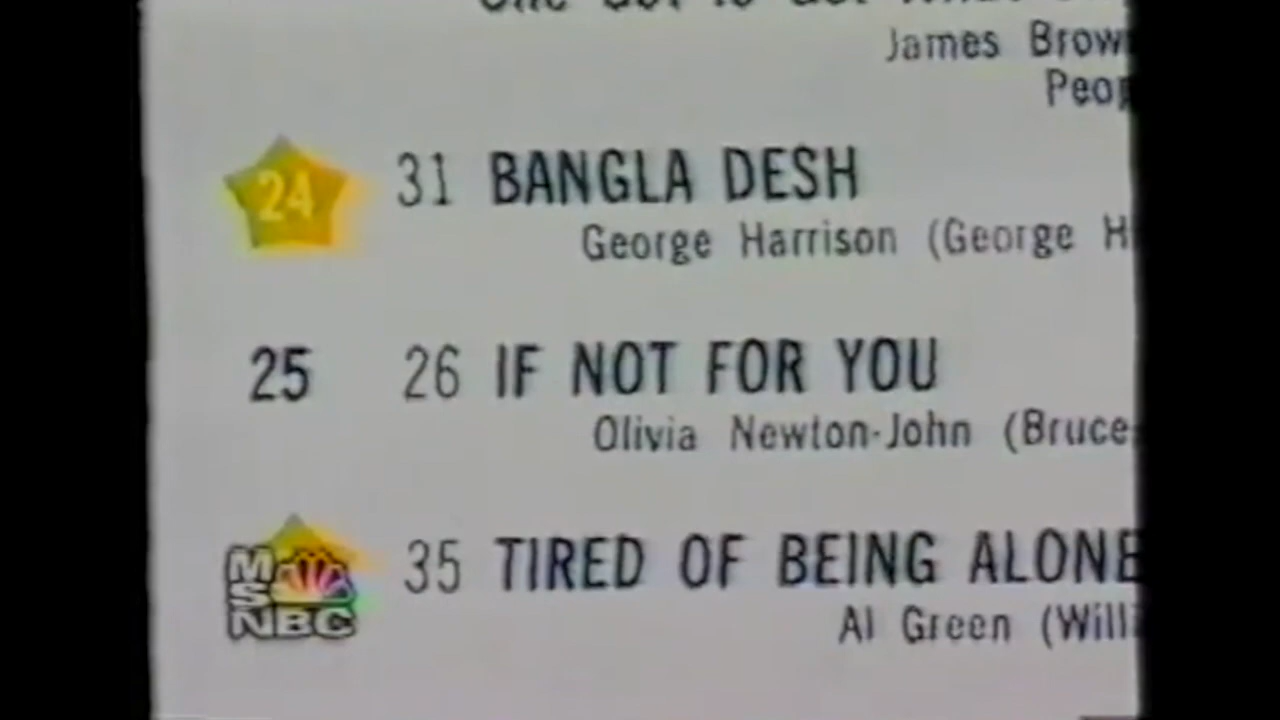 James Brow
Peop
24 31 BANGLA DESH
George Harrison (George H
25 26 IF NOT FOR YOU
Olivia Newton-John (Bruce
35 TIRED OF BEING ALONE
Al Green (Willi
MSNBC